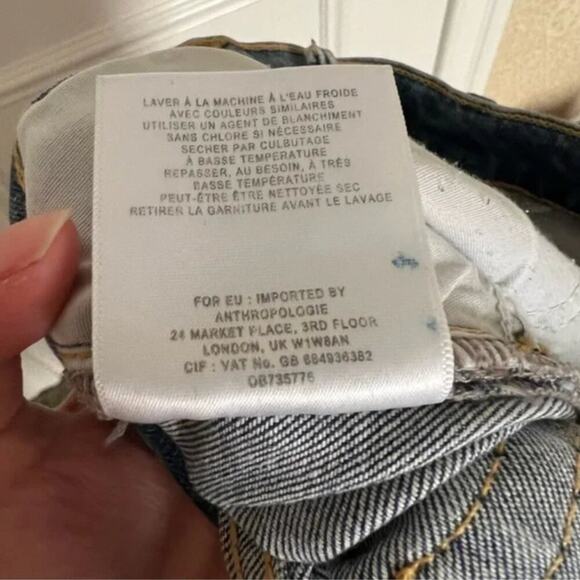 LAVER À LA MACHINE À L'EAU FROIDE
AVEC COULEURS SIMILAIRES
UTILISER UN AGENT DE BLANCHIMENT
SANS CHLORE SI NÉCESSAIRE
SECHER PAR CULBUTAGE
À BASSE TEMPÉRATURE
REPASSER, AU BESOIN, À TRÈS
BASSE TEMPÉRATURE
PEUT-ÊTRE ÊTRE NETTOYÉE SEC
RETIRER LA GARNITURE AVANT LE LAVAGE
FOR EU : IMPORTED BY
ANTHROPOLOGIE
24 MARKET PLACE, 3RD FLOOR
LONDON, UK W1W8AN
CIF : VAT No. GB 684936382
OB735776